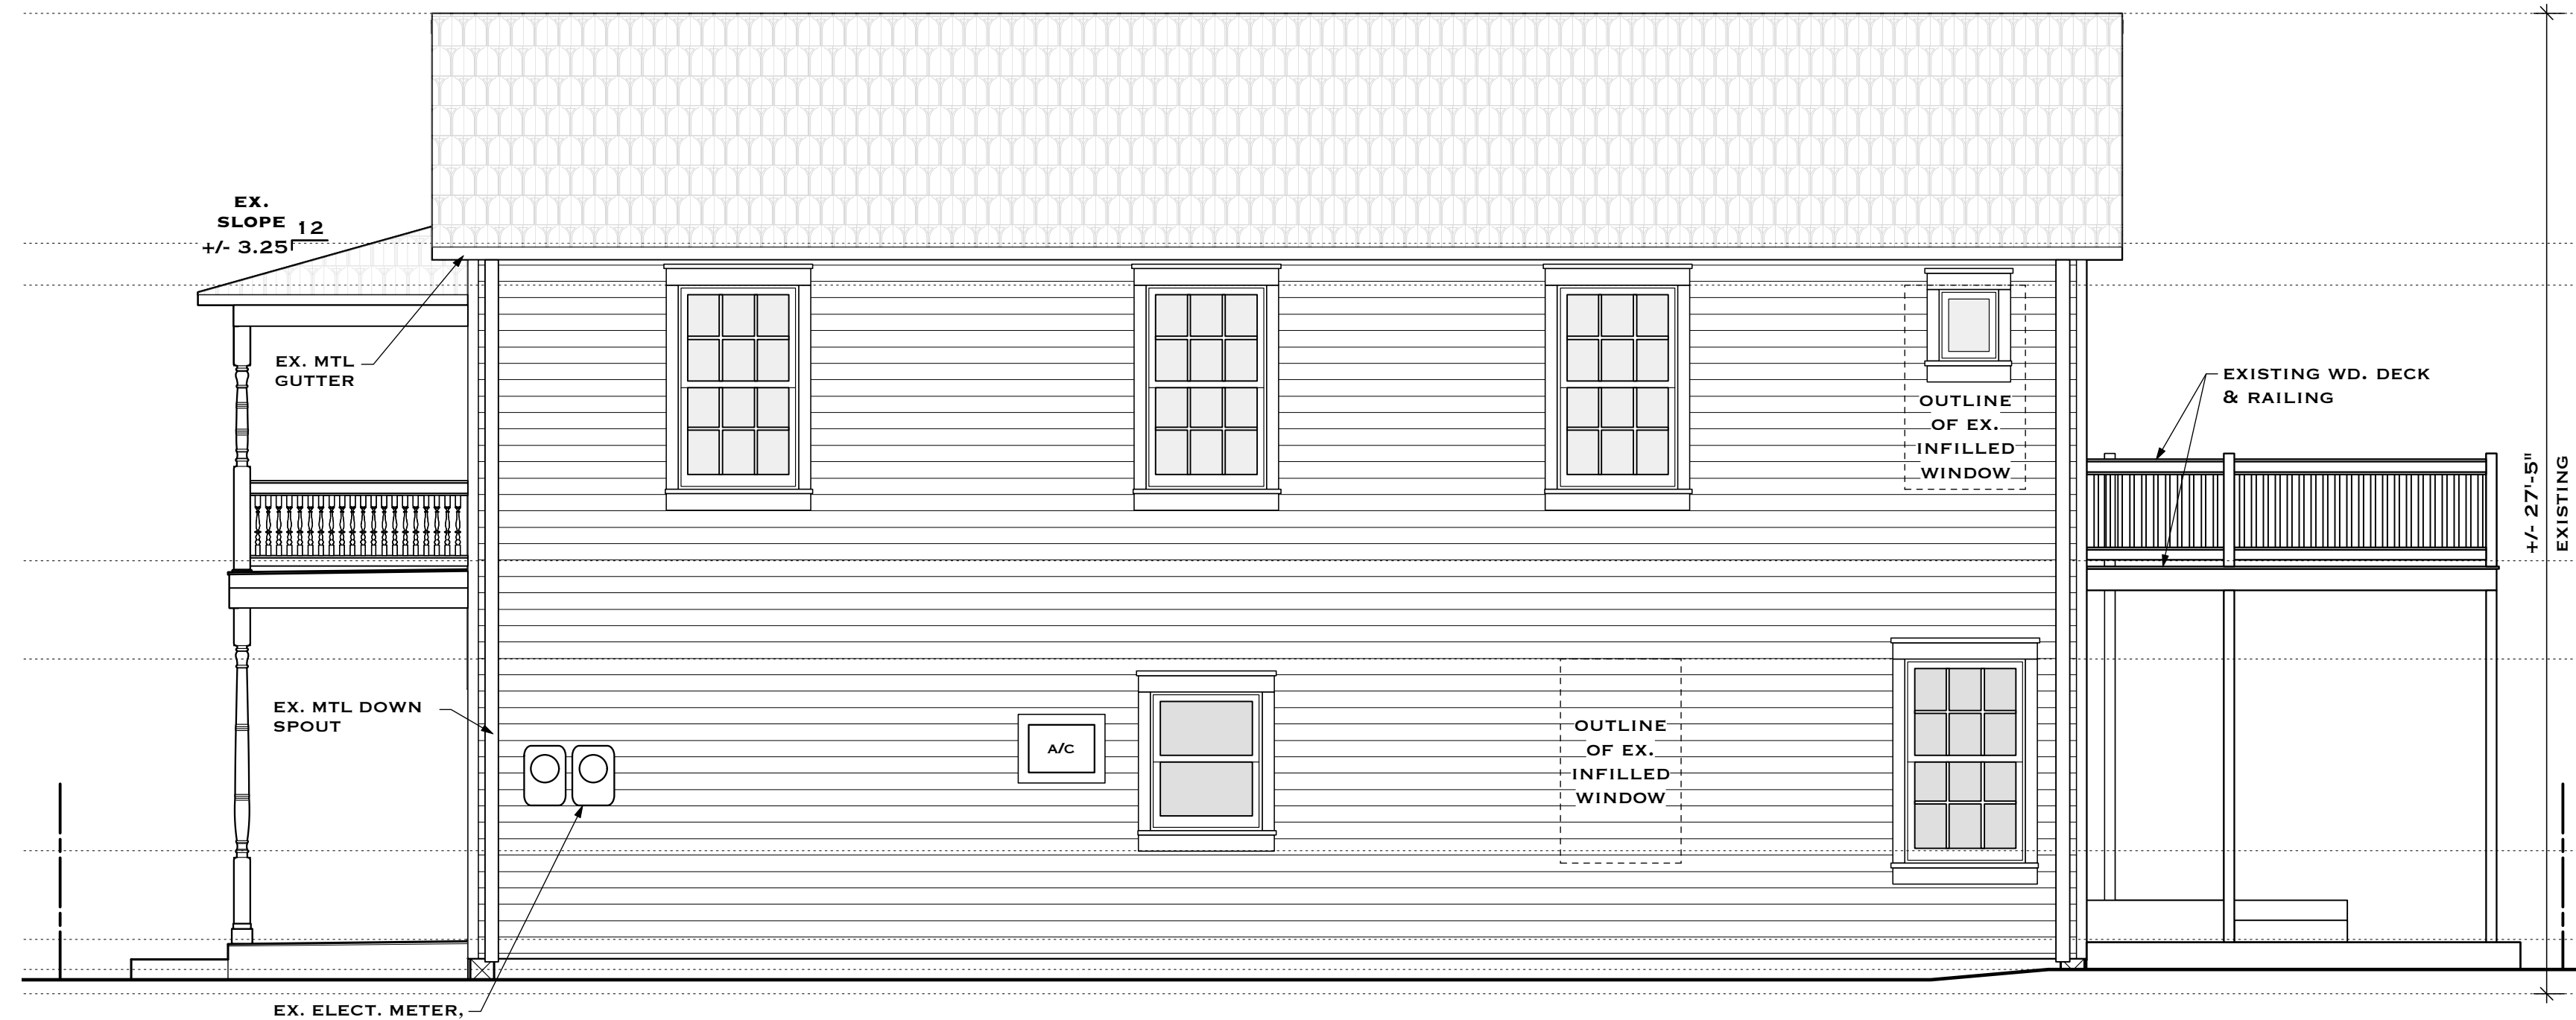 EX.
SLOPE
12
+/- 3.25
EX. MTL
GUTTER
OUTLINE
OF EX.
INFILLED
WINDOW
EXISTING WD. DECK
& RAILING
+/- 27'-5"
EXISTING
EX. MTL DOWN
SPOUT
A/C
OUTLINE
OF EX.
INFILLED
WINDOW
EX. ELECT. METER,